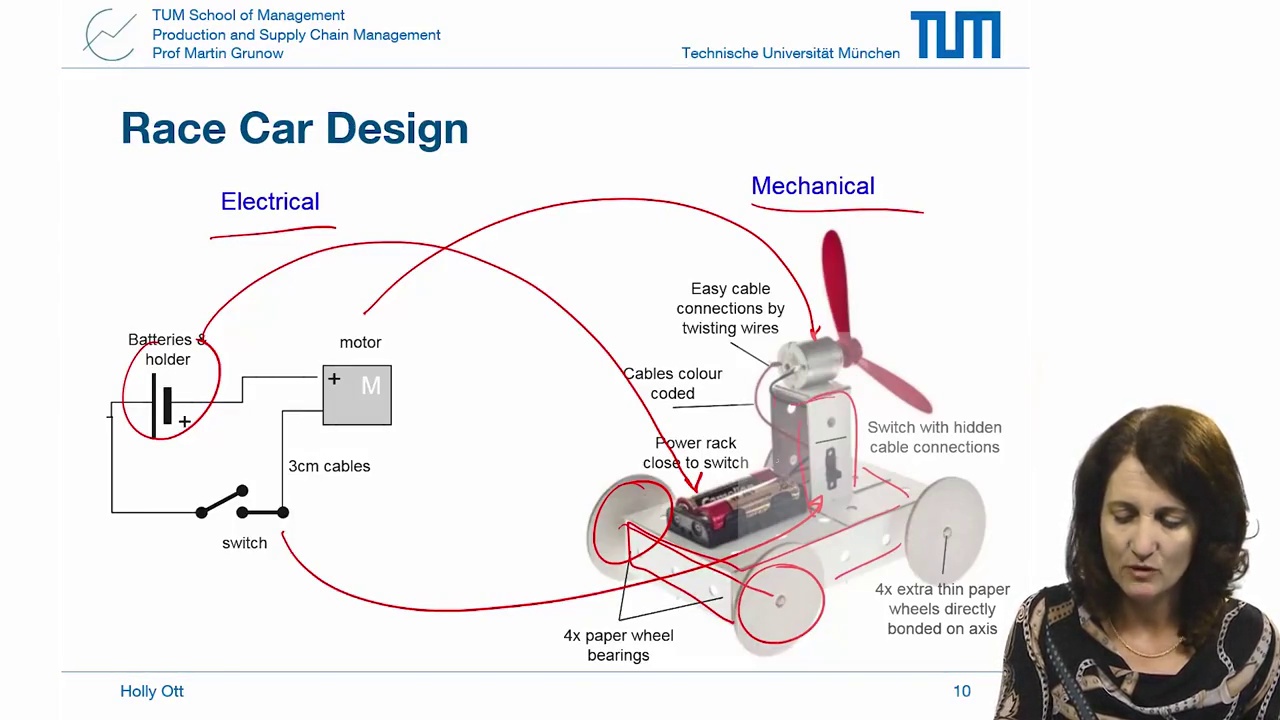 TUM School of Management
Production and Supply Chain Management
Prof Martin Grunow
Technische Universität München
TUM
Race Car Design
Electrical
Mechanical
Batteries &
holder
motor
+
M
+
3cm cables
switch
Easy cable
connections by
twisting wires
Cables colour
coded
Power rack
close to switch
Switch with hidden
cable connections
4x extra thin paper
wheels directly
bonded on axis
4x paper wheel
bearings
Holly Ott
10